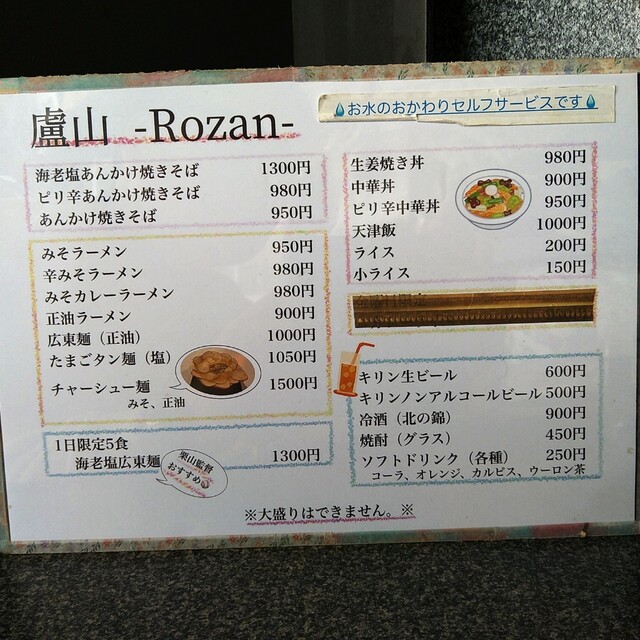 盧山 -Rozan-
お水のおかわりセルフサービスです
海老塩あんかけ焼きそば 1300円
ピリ辛あんかけ焼きそば 980円
あんかけ焼きそば 950円
みそラーメン 950円
辛みそラーメン 980円
みそカレーラーメン 980円
正油ラーメン 900円
広東麺（正油） 1000円
たまごタン麺（塩） 1050円
チャーシュー麺 1500円
みそ、正油
1日限定5食
海老塩広東麺 1300円
栗山監督
おすすめ
生姜焼き丼 980円
中華丼 900円
ピリ辛中華丼 950円
天津飯 1000円
ライス 200円
小ライス 150円
キリン生ビール 600円
キリンノンアルコールビール 500円
冷酒（北の錦） 900円
焼酎（グラス） 450円
ソフトドリンク（各種） 250円
コーラ、オレンジ、カルピス、ウーロン茶
※大盛りはできません。※